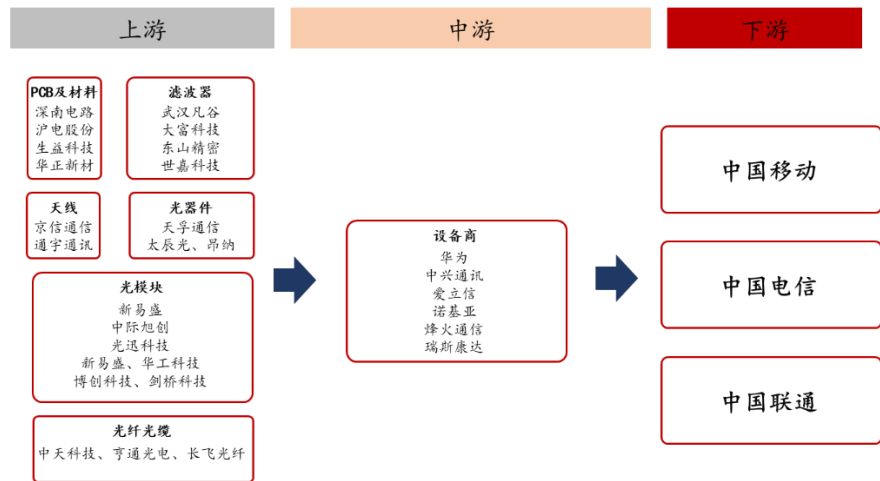 上游
中游
下游
PCB及材料
深南电路
沪电股份
生益科技
华正新材
滤波器
武汉凡谷
大富科技
东山精密
世嘉科技
天线
京信通信
通宇通讯
光器件
天孚通信
太辰光、昂纳
光模块
新易盛
中际旭创
光迅科技
新易盛、华工科技
博创科技、剑桥科技
光纤光缆
中天科技、亨通光电、长飞光纤
设备商
华为
中兴通讯
爱立信
诺基亚
烽火通信
瑞斯康达
中国移动
中国电信
中国联通